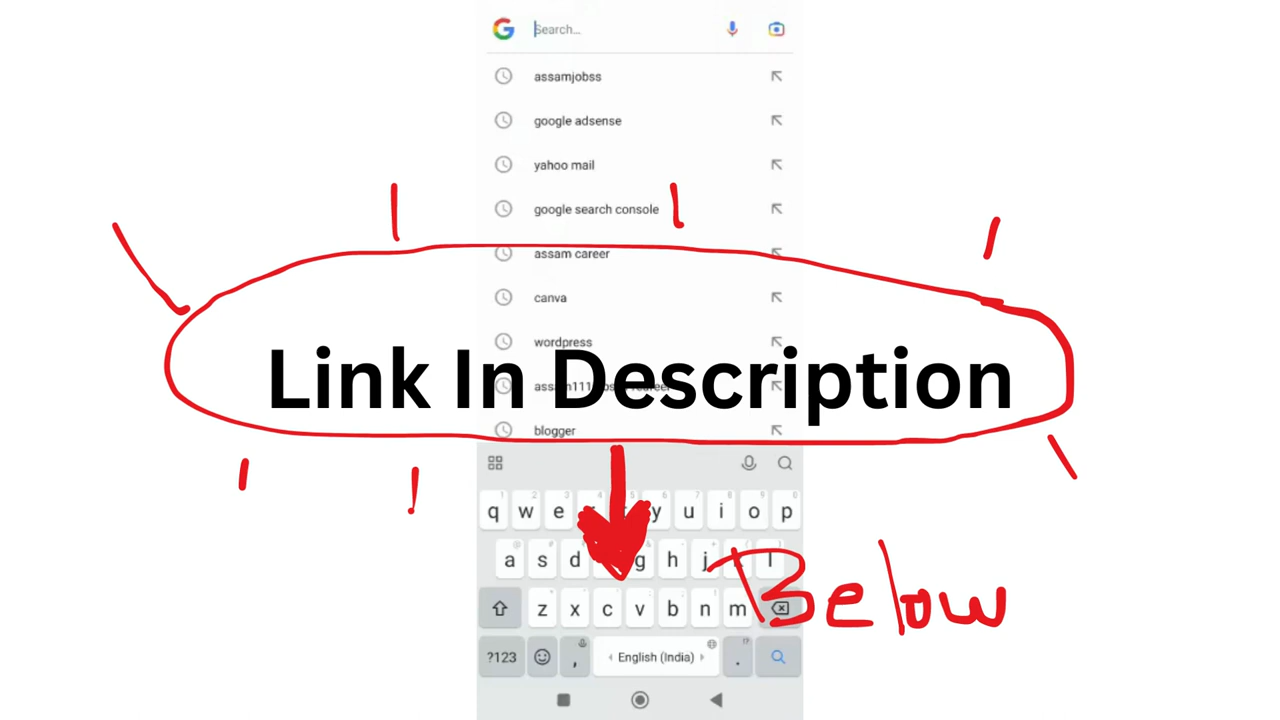 Search...
assamjobss
google adsense
yahoo mail
google search console
assam career
canva
wordpress
Link In Description
blogger
q w e y u i o p
a s d g h j l
z x c v b n m
Below
?123 , English (India) .